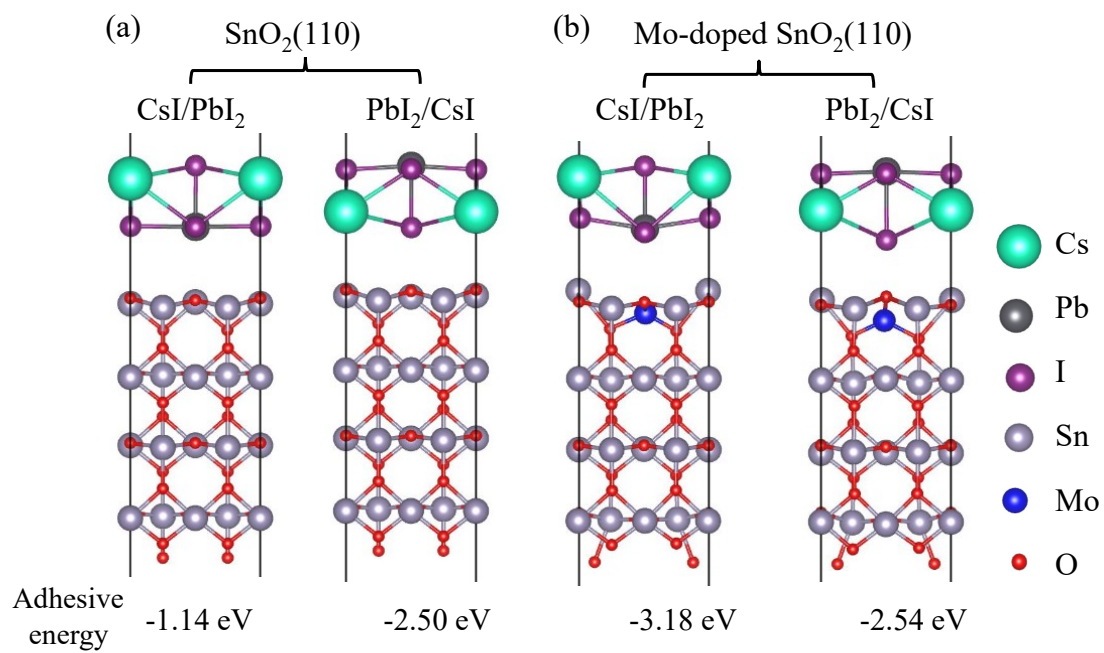 (a) SnO₂(110)
CsI/PbI₂ PbI₂/CsI
(b) Mo-doped SnO₂(110)
CsI/PbI₂ PbI₂/CsI
Cs
Pb
I
Sn
Mo
O
Adhesive
energy
-1.14 eV -2.50 eV -3.18 eV -2.54 eV